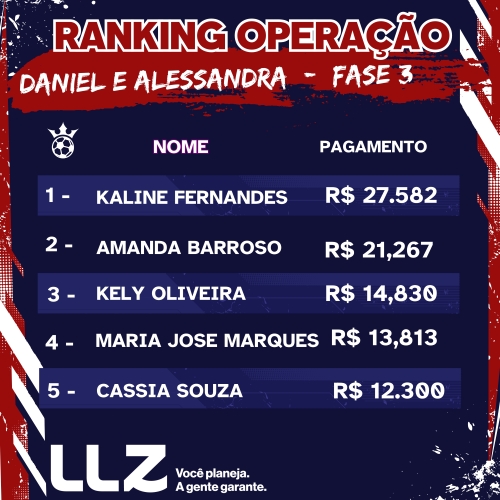 RANKING OPERAÇÃO
DANIEL E ALESSANDRA - FASE 3
NOME PAGAMENTO
1 - KALINE FERNANDES R$ 27.582
2 - AMANDA BARROSO R$ 21,267
3 - KELY OLIVEIRA R$ 14,830
4 - MARIA JOSE MARQUES R$ 13,813
5 - CASSIA SOUZA R$ 12.300
LLZ Você planeja.
A gente garante.